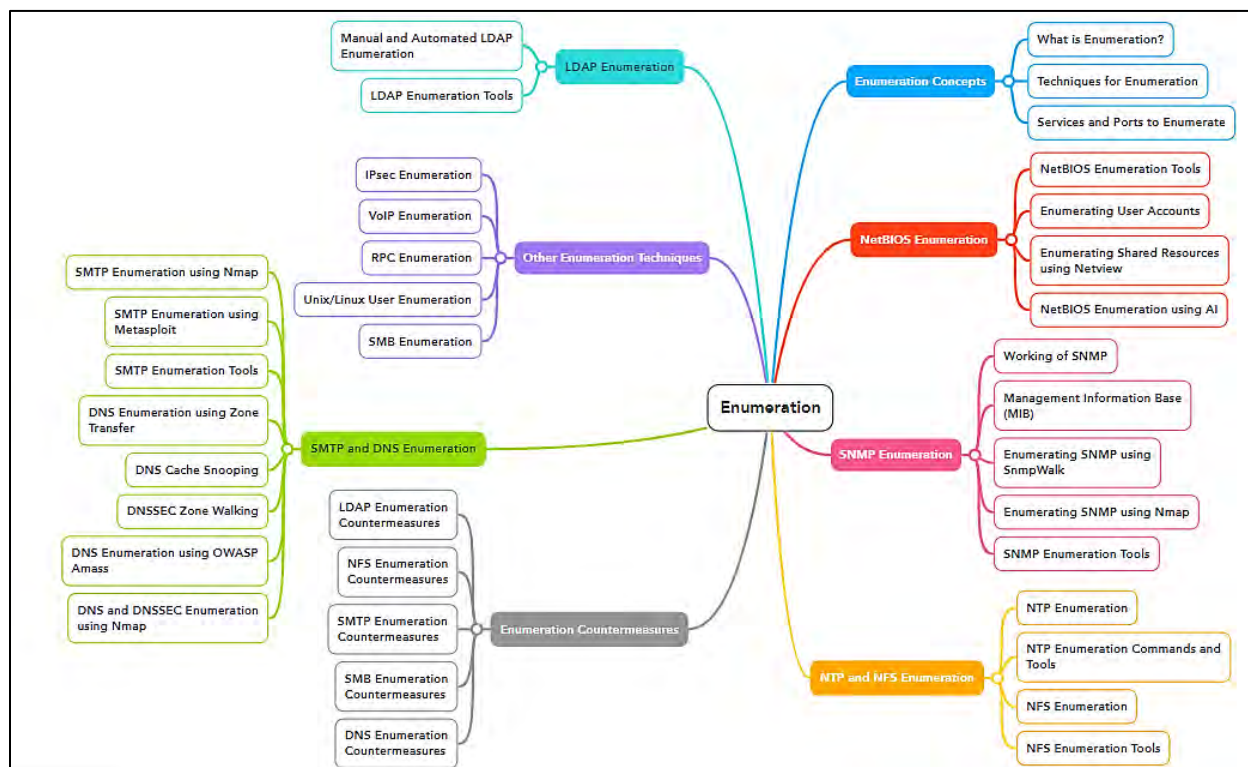 Enumeration
Enumeration Concepts
What is Enumeration?
Techniques for Enumeration
Services and Ports to Enumerate
NetBIOS Enumeration
NetBIOS Enumeration Tools
Enumerating User Accounts
Enumerating Shared Resources
using Netview
NetBIOS Enumeration using AI
SNMP Enumeration
Working of SNMP
Management Information Base
(MIB)
Enumerating SNMP using
SnmpWalk
Enumerating SNMP using Nmap
SNMP Enumeration Tools
NTP and NFS Enumeration
NTP Enumeration
NTP Enumeration Commands and
Tools
NFS Enumeration
NFS Enumeration Tools
LDAP Enumeration
Manual and Automated LDAP
Enumeration
LDAP Enumeration Tools
Other Enumeration Techniques
IPsec Enumeration
VoIP Enumeration
RPC Enumeration
Unix/Linux User Enumeration
SMB Enumeration
SMTP and DNS Enumeration
SMTP Enumeration using Nmap
SMTP Enumeration using
Metasploit
SMTP Enumeration Tools
DNS Enumeration using Zone
Transfer
DNS Cache Snooping
DNSSEC Zone Walking
DNS Enumeration using OWASP
Amass
DNS and DNSSEC Enumeration
using Nmap
Enumeration Countermeasures
LDAP Enumeration
Countermeasures
NFS Enumeration
Countermeasures
SMTP Enumeration
Countermeasures
SMB Enumeration
Countermeasures
DNS Enumeration
Countermeasures